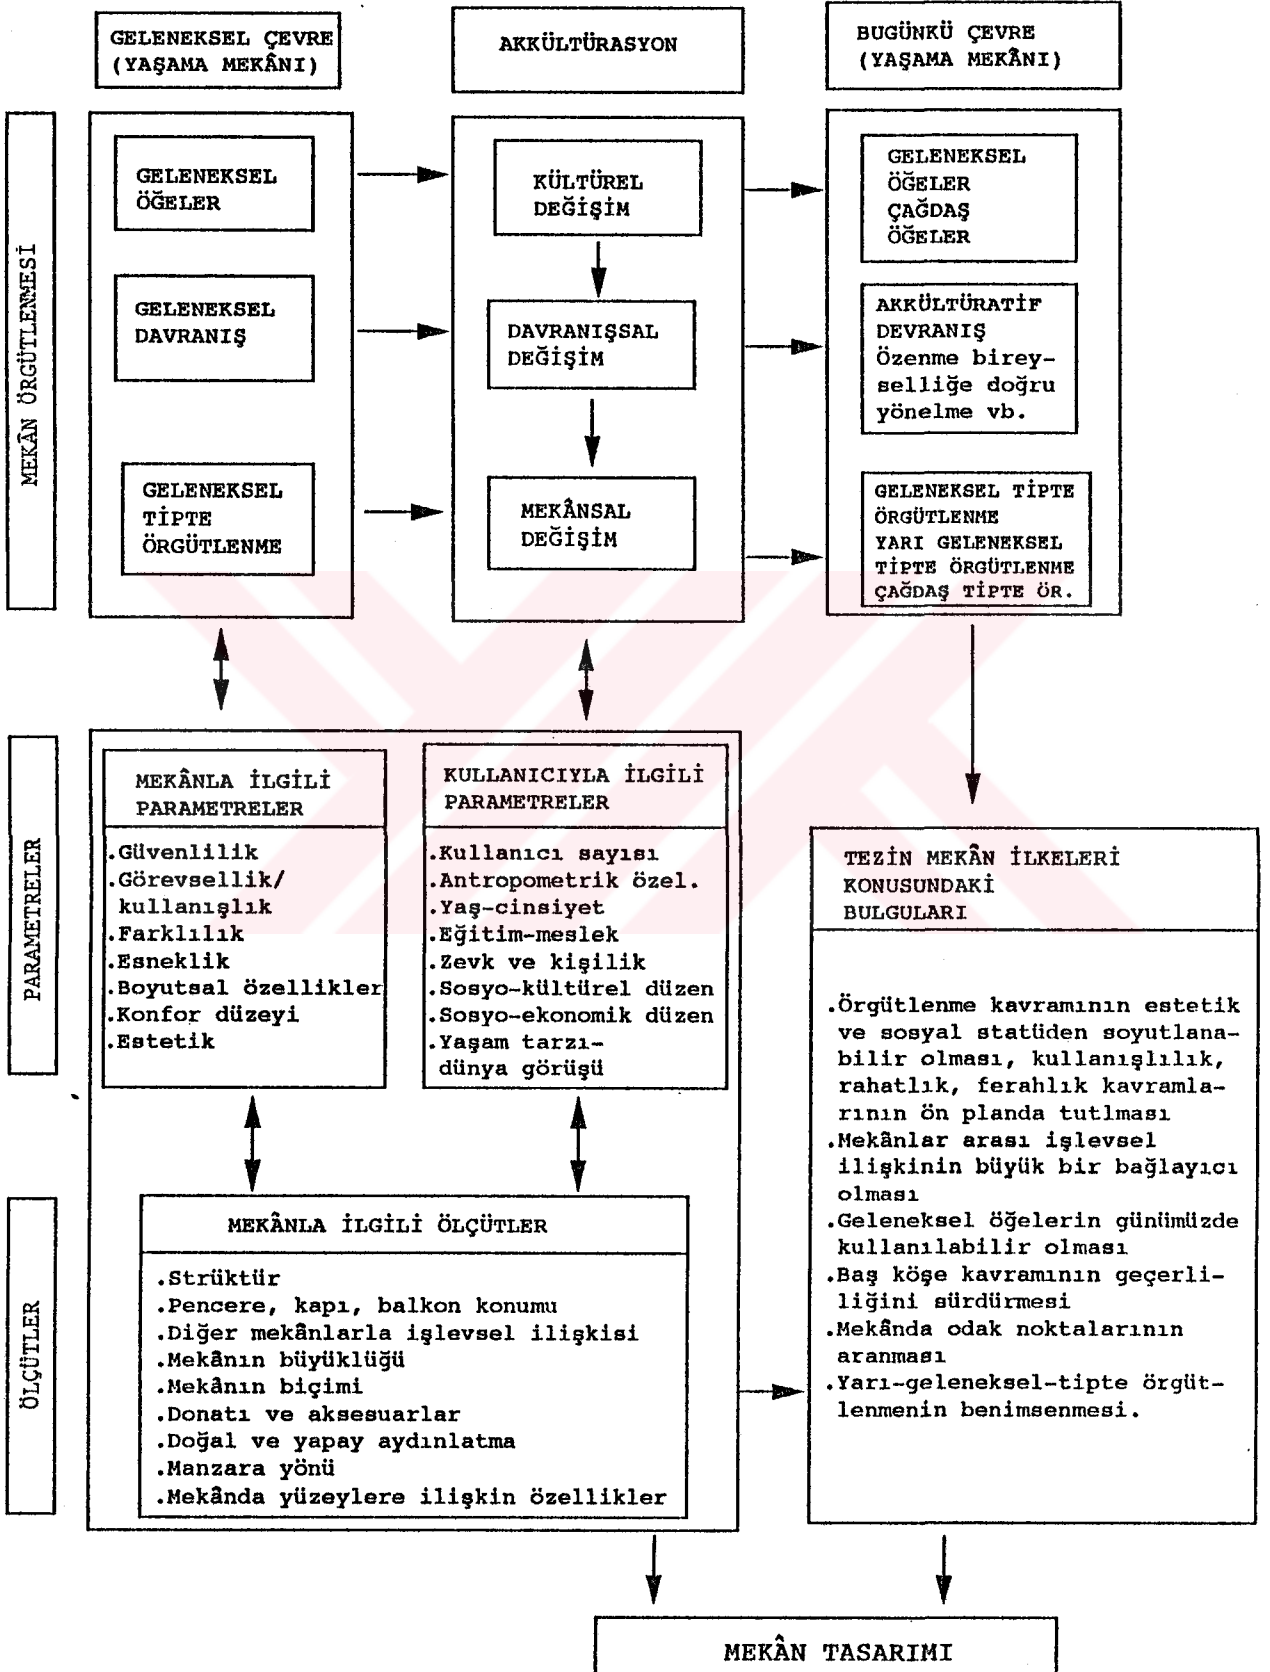 GELENEKSEL ÇEVRE
(YAŞAMA MEKÂNI)
AKKÜLTÜRASYON
BUGÜNKÜ ÇEVRE
(YAŞAMA MEKÂNI)
MEKÂN ÖRGÜTLENMESİ
GELENEKSEL
ÖĞELER
KÜLTÜREL
DEĞİŞİM
GELENEKSEL
ÖĞELER
ÇAĞDAŞ
ÖĞELER
GELENEKSEL
DAVRANIŞ
DAVRANIŞSAL
DEĞİŞİM
AKKÜLTÜRATİF
DEVRANIŞ
Özenme birey-
selliğe doğru
yönelme vb.
GELENEKSEL
TİPTE
ÖRGÜTLENME
MEKÂNSAL
DEĞİŞİM
GELENEKSEL TİPTE
ÖRGÜTLENME
YARI GELENEKSEL
TİPTE ÖRGÜTLENME
ÇAĞDAŞ TİPTE ÖR.
PARAMETRELER
MEKÂNLA İLGİLİ
PARAMETRELER
.Güvenlilik
.Görevsellik/
kullanışlık
.Farklılık
.Esneklik
.Boyutsal özellikler
.Konfor düzeyi
.Estetik
KULLANICIYLA İLGİLİ
PARAMETRELER
.Kullanıcı sayısı
.Antropometrik özel.
.Yaş-cinsiyet
.Eğitim-meslek
.Zevk ve kişilik
.Sosyo-kültürel düzen
.Sosyo-ekonomik düzen
.Yaşam tarzı-
dünya görüşü
ÖLÇÜTLER
MEKÂNLA İLGİLİ ÖLÇÜTLER
.Strüktür
.Pencere, kapı, balkon konumu
.Diğer mekânlarla işlevsel ilişkisi
.Mekânın büyüklüğü
.Mekânın biçimi
.Donatı ve aksesuarlar
.Doğal ve yapay aydınlatma
.Manzara yönü
.Mekânda yüzeylere ilişkin özellikler
TEZİN MEKÂN İLKELERİ
KONUSUNDAKİ
BULGULARI
.Örgütlenme kavramının estetik
ve sosyal statüden soyutlana-
bilir olması, kullanışlılık,
rahatlık, ferahlık kavramla-
rının ön planda tutlması
.Mekânlar arası işlevsel
ilişkinin büyük bir bağlayıcı
olması
.Geleneksel öğelerin günümüzde
kullanılabilir olması
.Baş köşe kavramının geçerli-
liğini sürdürmesi
.Mekânda odak noktalarının
aranması
.Yarı-geleneksel-tipte örgüt-
lenmenin benimsenmesi.
MEKÂN TASARIMI